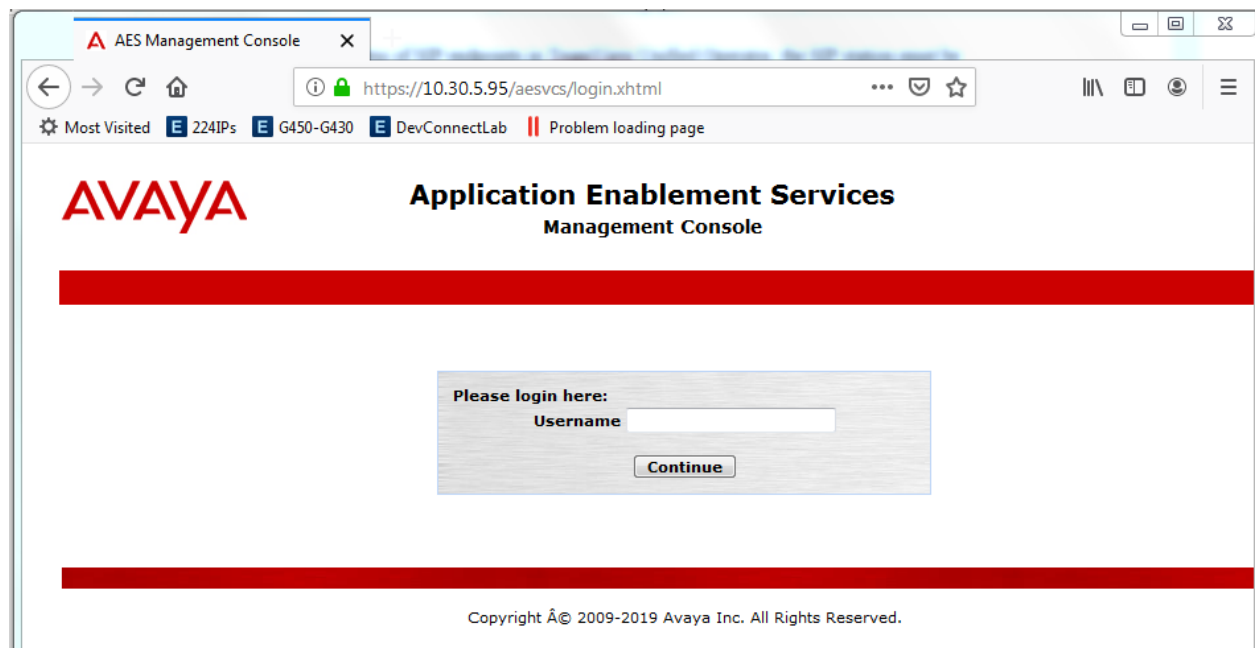 AES Management Console
https://10.30.5.95/aesvcs/login.xhtml
Most Visited E 224IPs E G450-G430 E DevConnectLab Problem loading page
AVAYA
Application Enablement Services
Management Console
Please login here:
Username
Continue
Copyright Â© 2009-2019 Avaya Inc. All Rights Reserved.